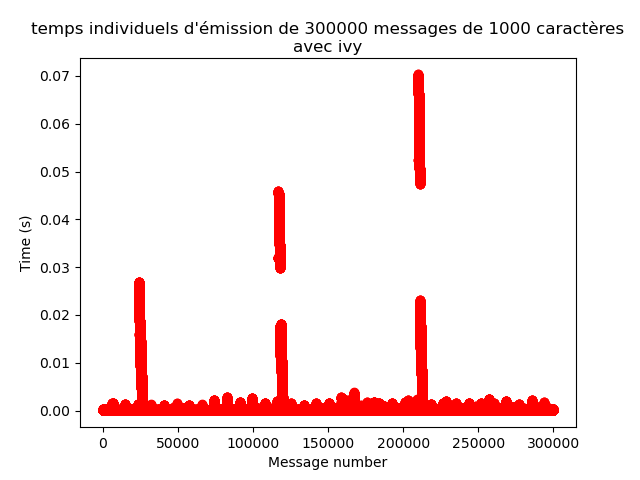 temps individuels d'émission de 300000 messages de 1000 caractères
avec ivy
0.07
0.06
0.05
0.04
0.03
0.02
0.01
0.00
Time (s)
0 50000 100000 150000 200000 250000 300000
Message number